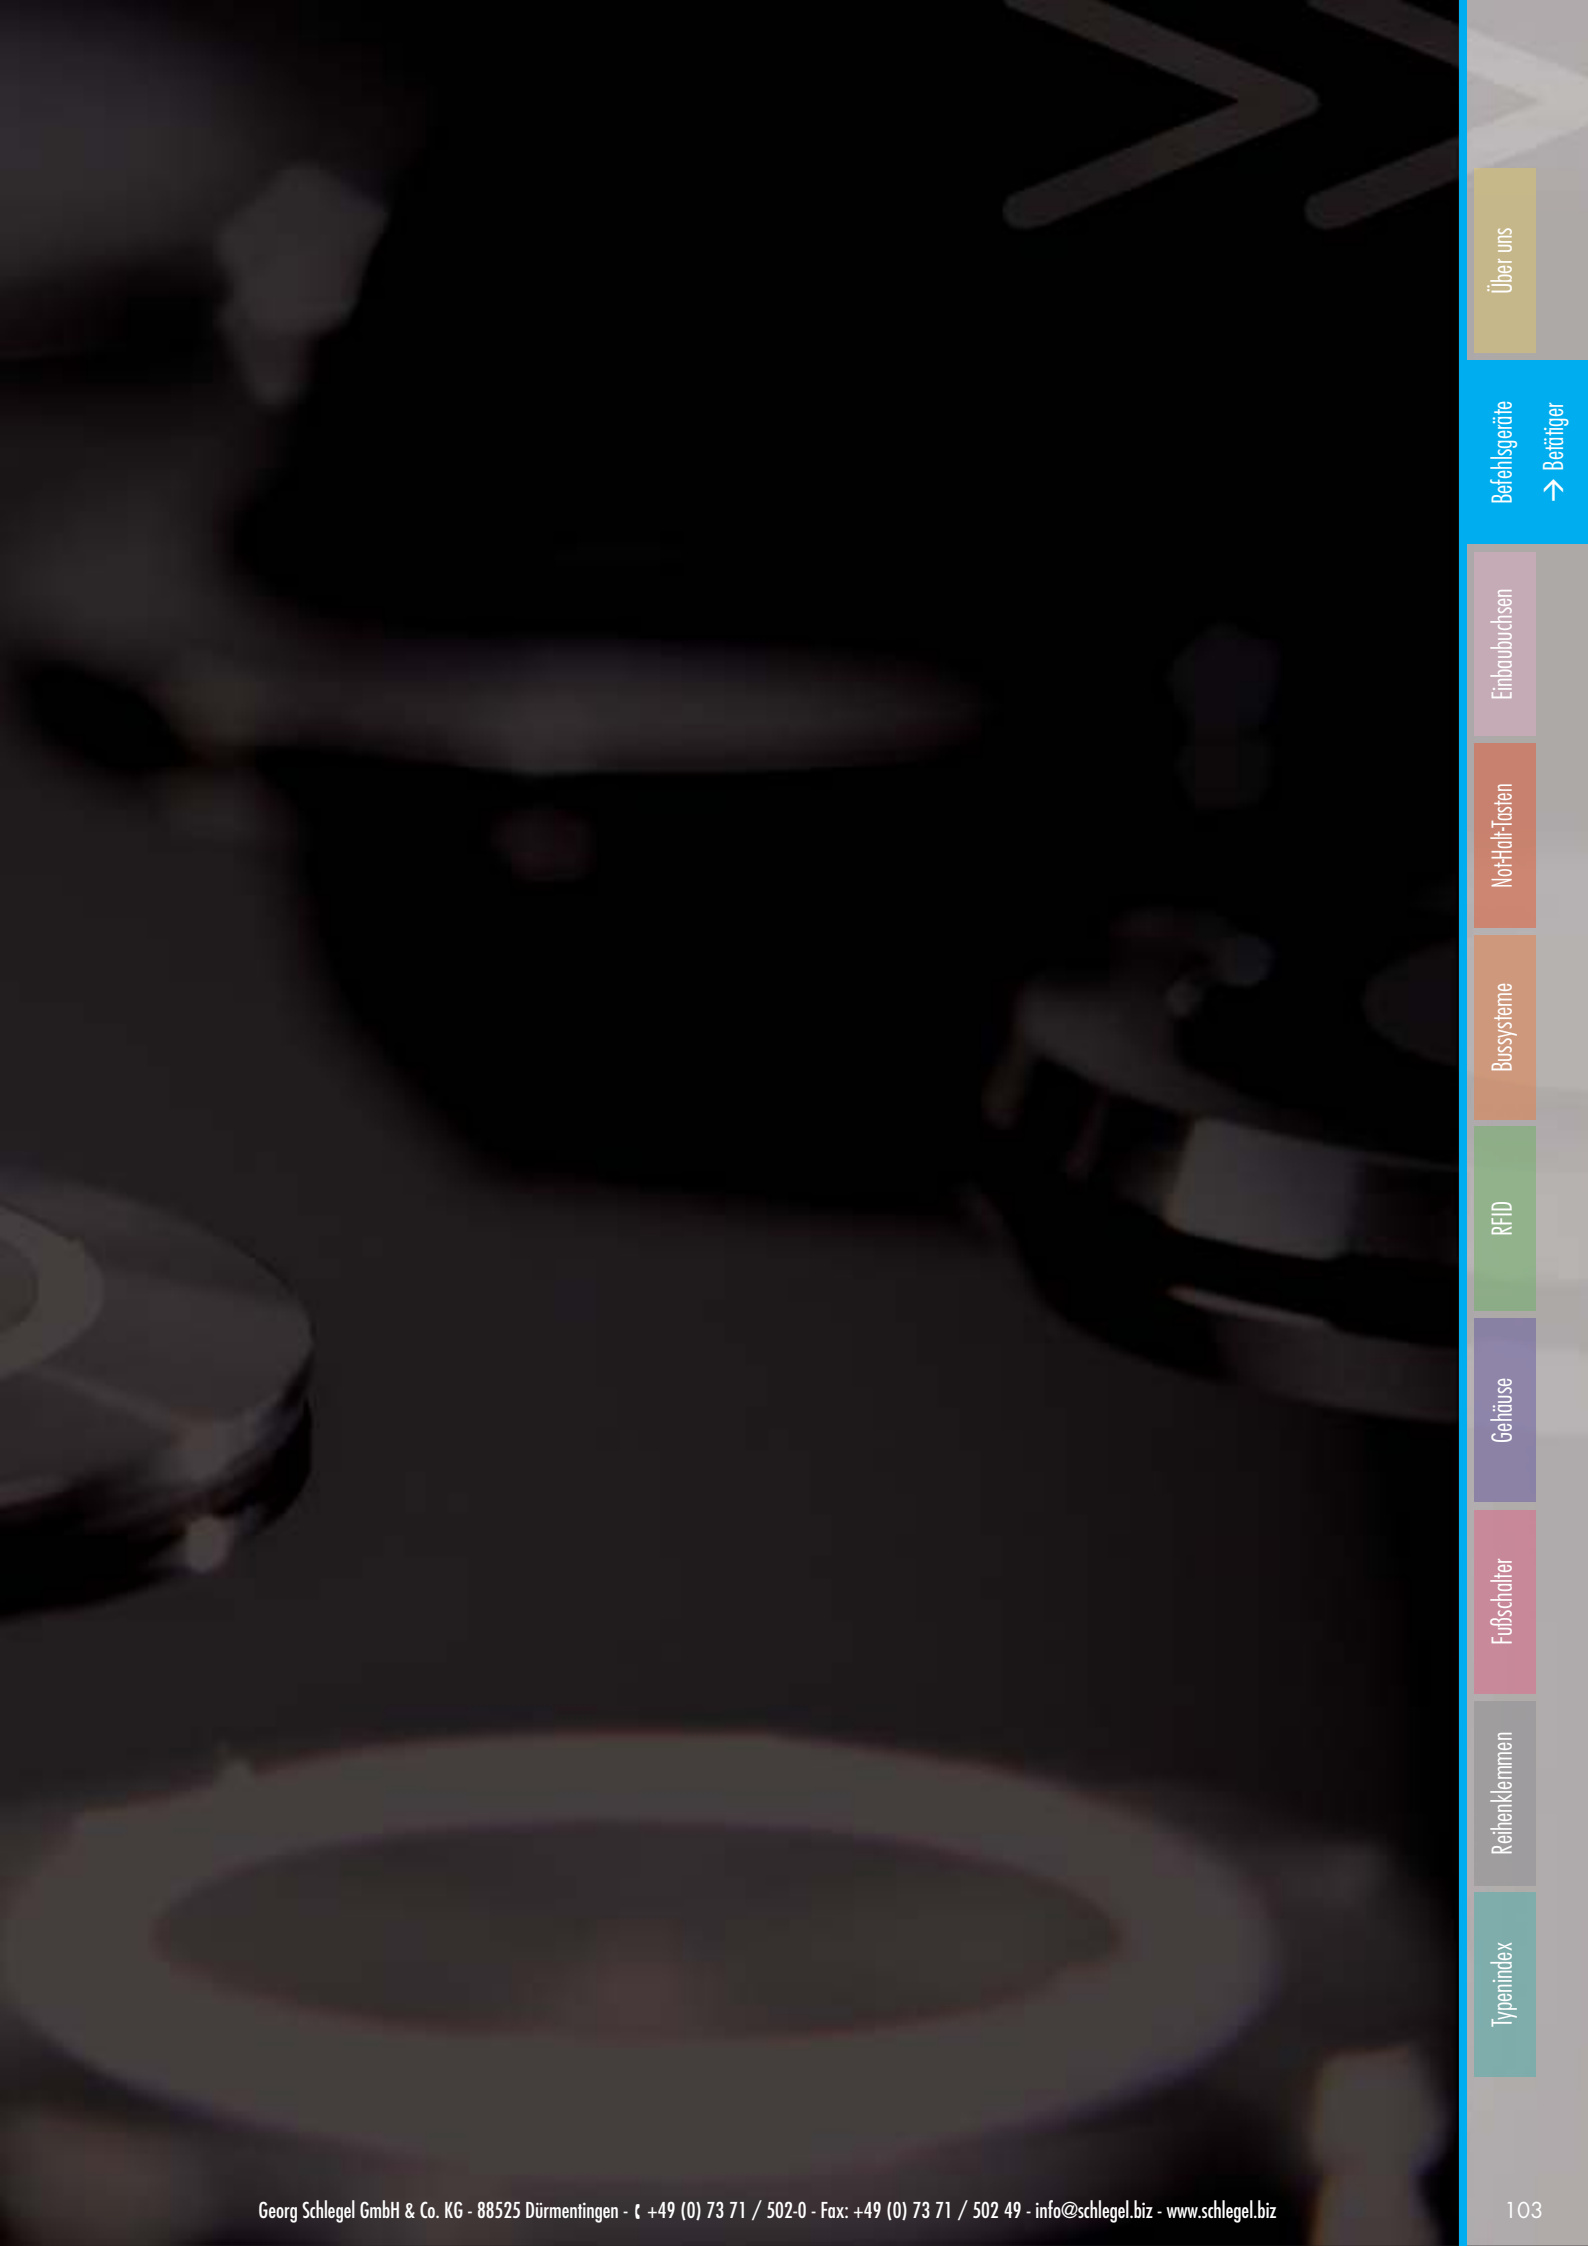 Über uns
Befehlsgeräte
→ Betätiger
Einbaubuchsen
Not-Halt-Tasten
Bussysteme
RFID
Gehäuse
Fußschalter
Reihenklemmen
Typenindex
Georg Schlegel GmbH & Co. KG - 88525 Dürmentingen - ✆ +49 (0) 73 71 / 502-0 - Fax: +49 (0) 73 71 / 502 49 - info@schlegel.biz - www.schlegel.biz
103